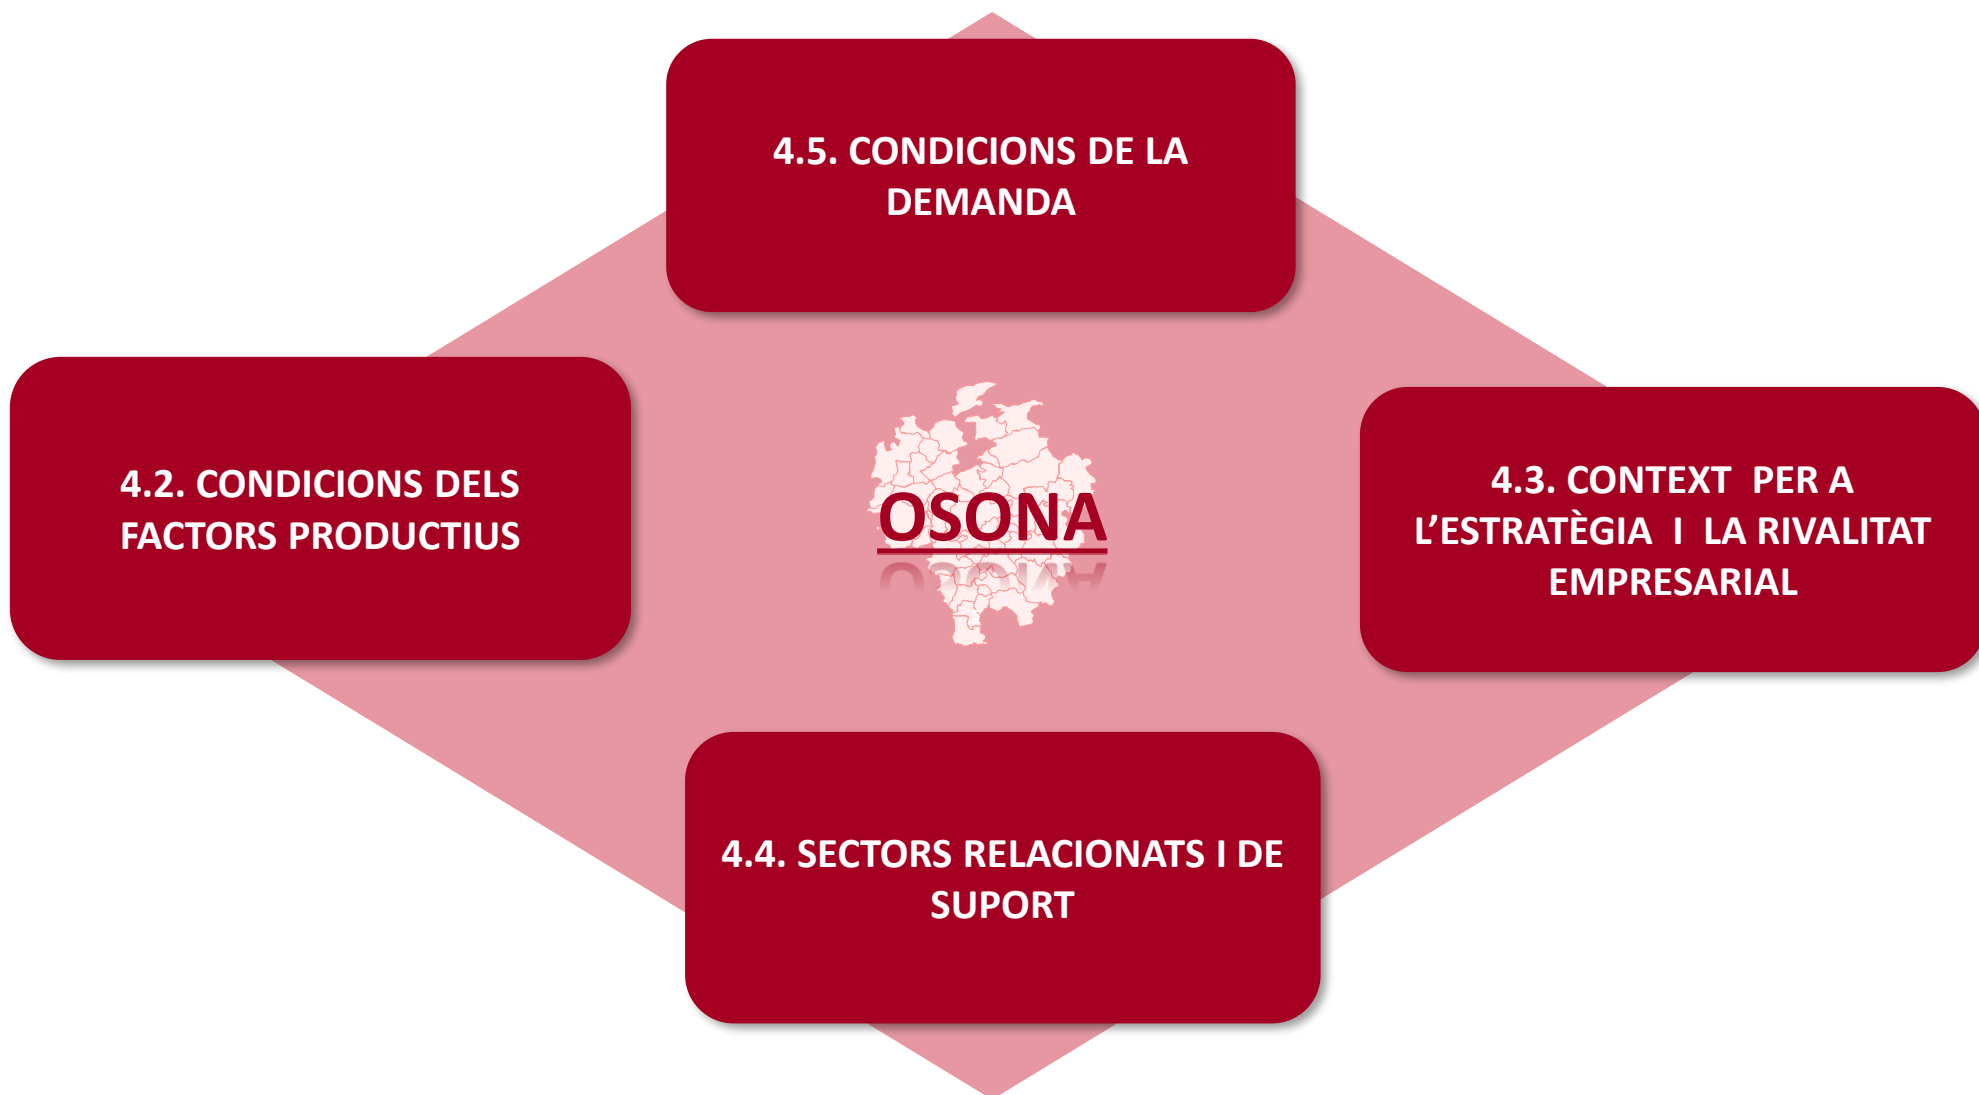 4.5. CONDICIONS DE LA
DEMANDA
4.2. CONDICIONS DELS
FACTORS PRODUCTIUS
OSONA
4.3. CONTEXT  PER A
L’ESTRATÈGIA  I  LA RIVALITAT
EMPRESARIAL
4.4. SECTORS RELACIONATS I DE
SUPORT